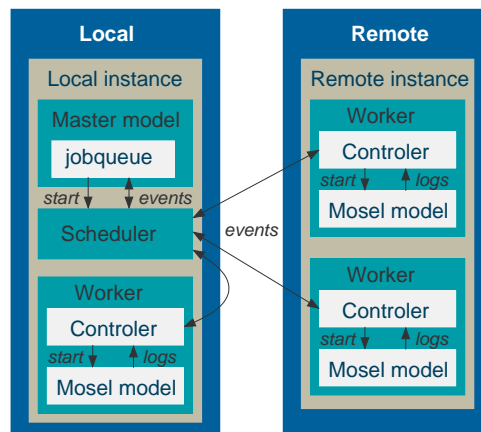 Local
Local instance
Master model
jobqueue
start
events
Scheduler
Worker
Controler
start
logs
Mosel model
events
Remote
Remote instance
Worker
Controler
start
logs
Mosel model
Worker
Controler
start
logs
Mosel model